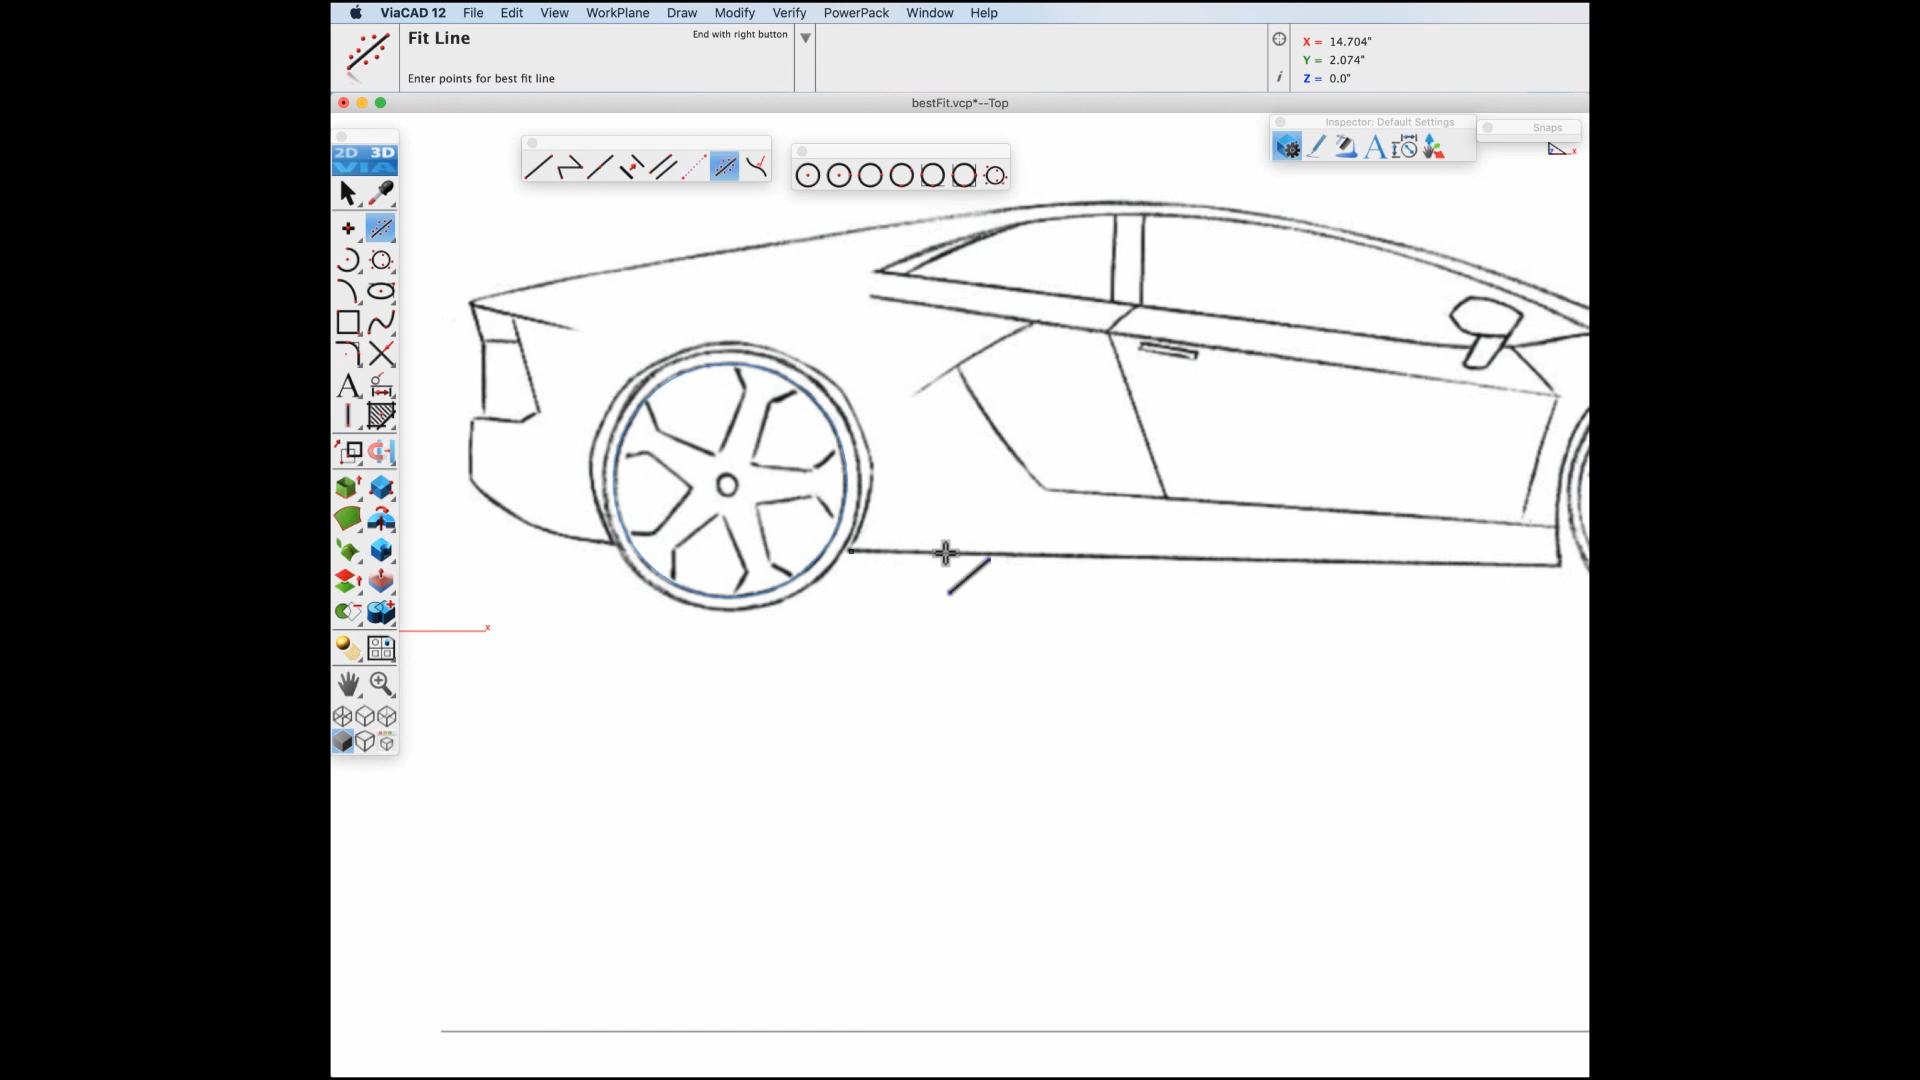 ViaCAD 12 File Edit View WorkPlane Draw Modify Verify PowerPack Window Help
Fit Line
End with right button
Enter points for best fit line
X = 14.704"
Y = 2.074"
Z = 0.0"
bestFit.vcp*--Top
Inspector: Default Settings
Snaps
2D 3D
VIA
A
A
x
x